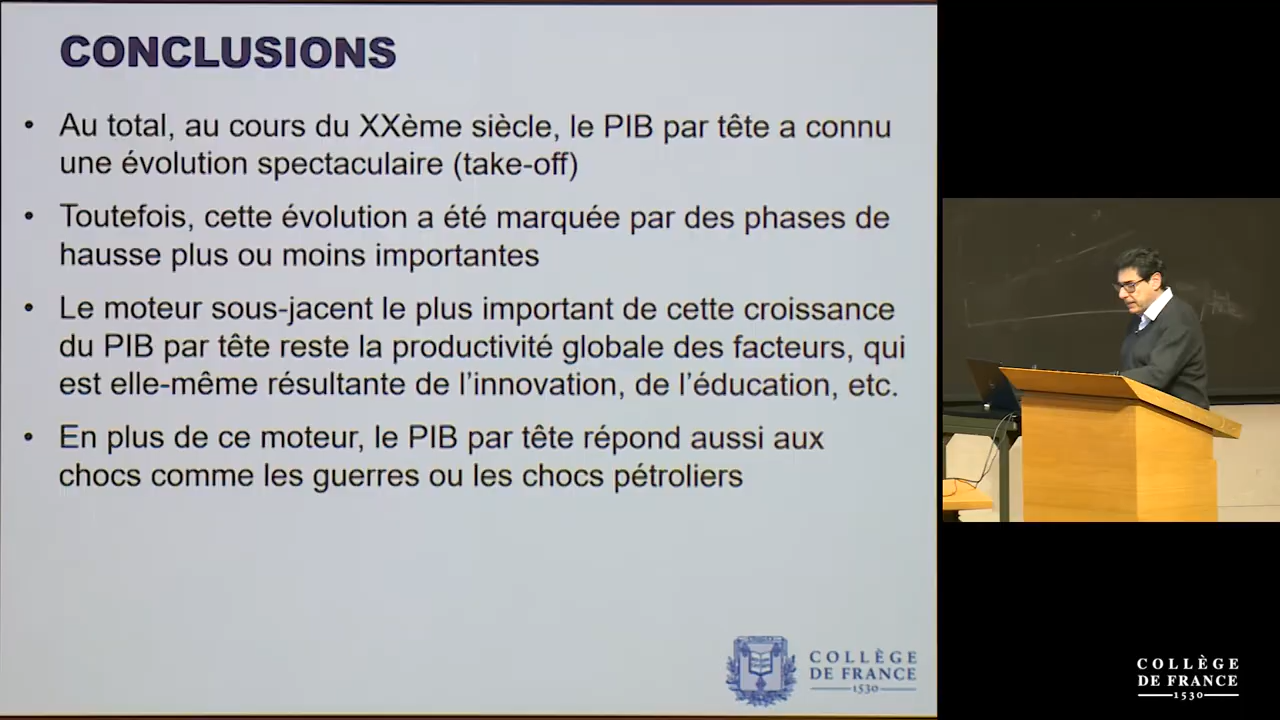 CONCLUSIONS
• Au total, au cours du XXème siècle, le PIB par tête a connu
une évolution spectaculaire (take-off)
• Toutefois, cette évolution a été marquée par des phases de
hausse plus ou moins importantes
• Le moteur sous-jacent le plus important de cette croissance
du PIB par tête reste la productivité globale des facteurs, qui
est elle-même résultante de l’innovation, de l’éducation, etc.
• En plus de ce moteur, le PIB par tête répond aussi aux
chocs comme les guerres ou les chocs pétroliers
COLLÈGE
DE FRANCE
1530
COLLÈGE
DE FRANCE
1530